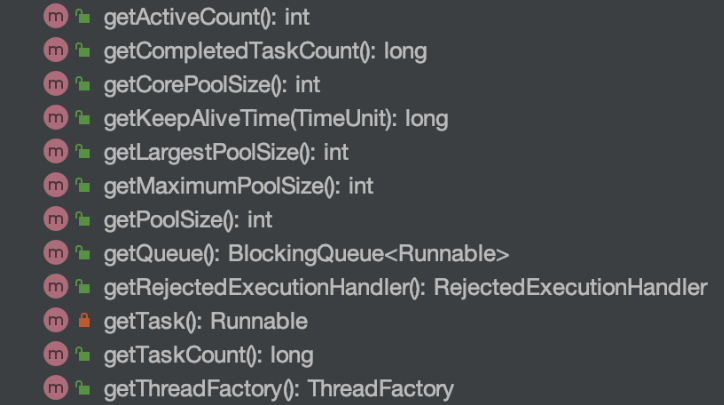 m getActiveCount(): int
m getCompletedTaskCount(): long
m getCorePoolSize(): int
m getKeepAliveTime(TimeUnit): long
m getLargestPoolSize(): int
m getMaximumPoolSize(): int
m getPoolSize(): int
m getQueue(): BlockingQueue<Runnable>
m getRejectedExecutionHandler(): RejectedExecutionHandler
m getTask(): Runnable
m getTaskCount(): long
m getThreadFactory(): ThreadFactory